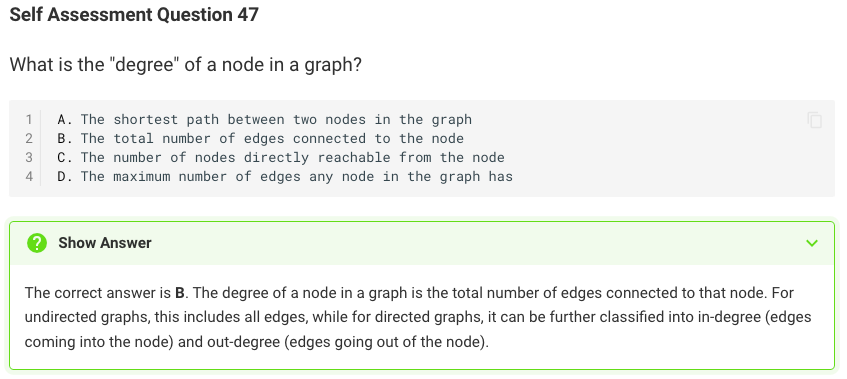 Self Assessment Question 47
What is the "degree" of a node in a graph?
1 A. The shortest path between two nodes in the graph
2 B. The total number of edges connected to the node
3 C. The number of nodes directly reachable from the node
4 D. The maximum number of edges any node in the graph has
? Show Answer
The correct answer is B. The degree of a node in a graph is the total number of edges connected to that node. For
undirected graphs, this includes all edges, while for directed graphs, it can be further classified into in-degree (edges
coming into the node) and out-degree (edges going out of the node).